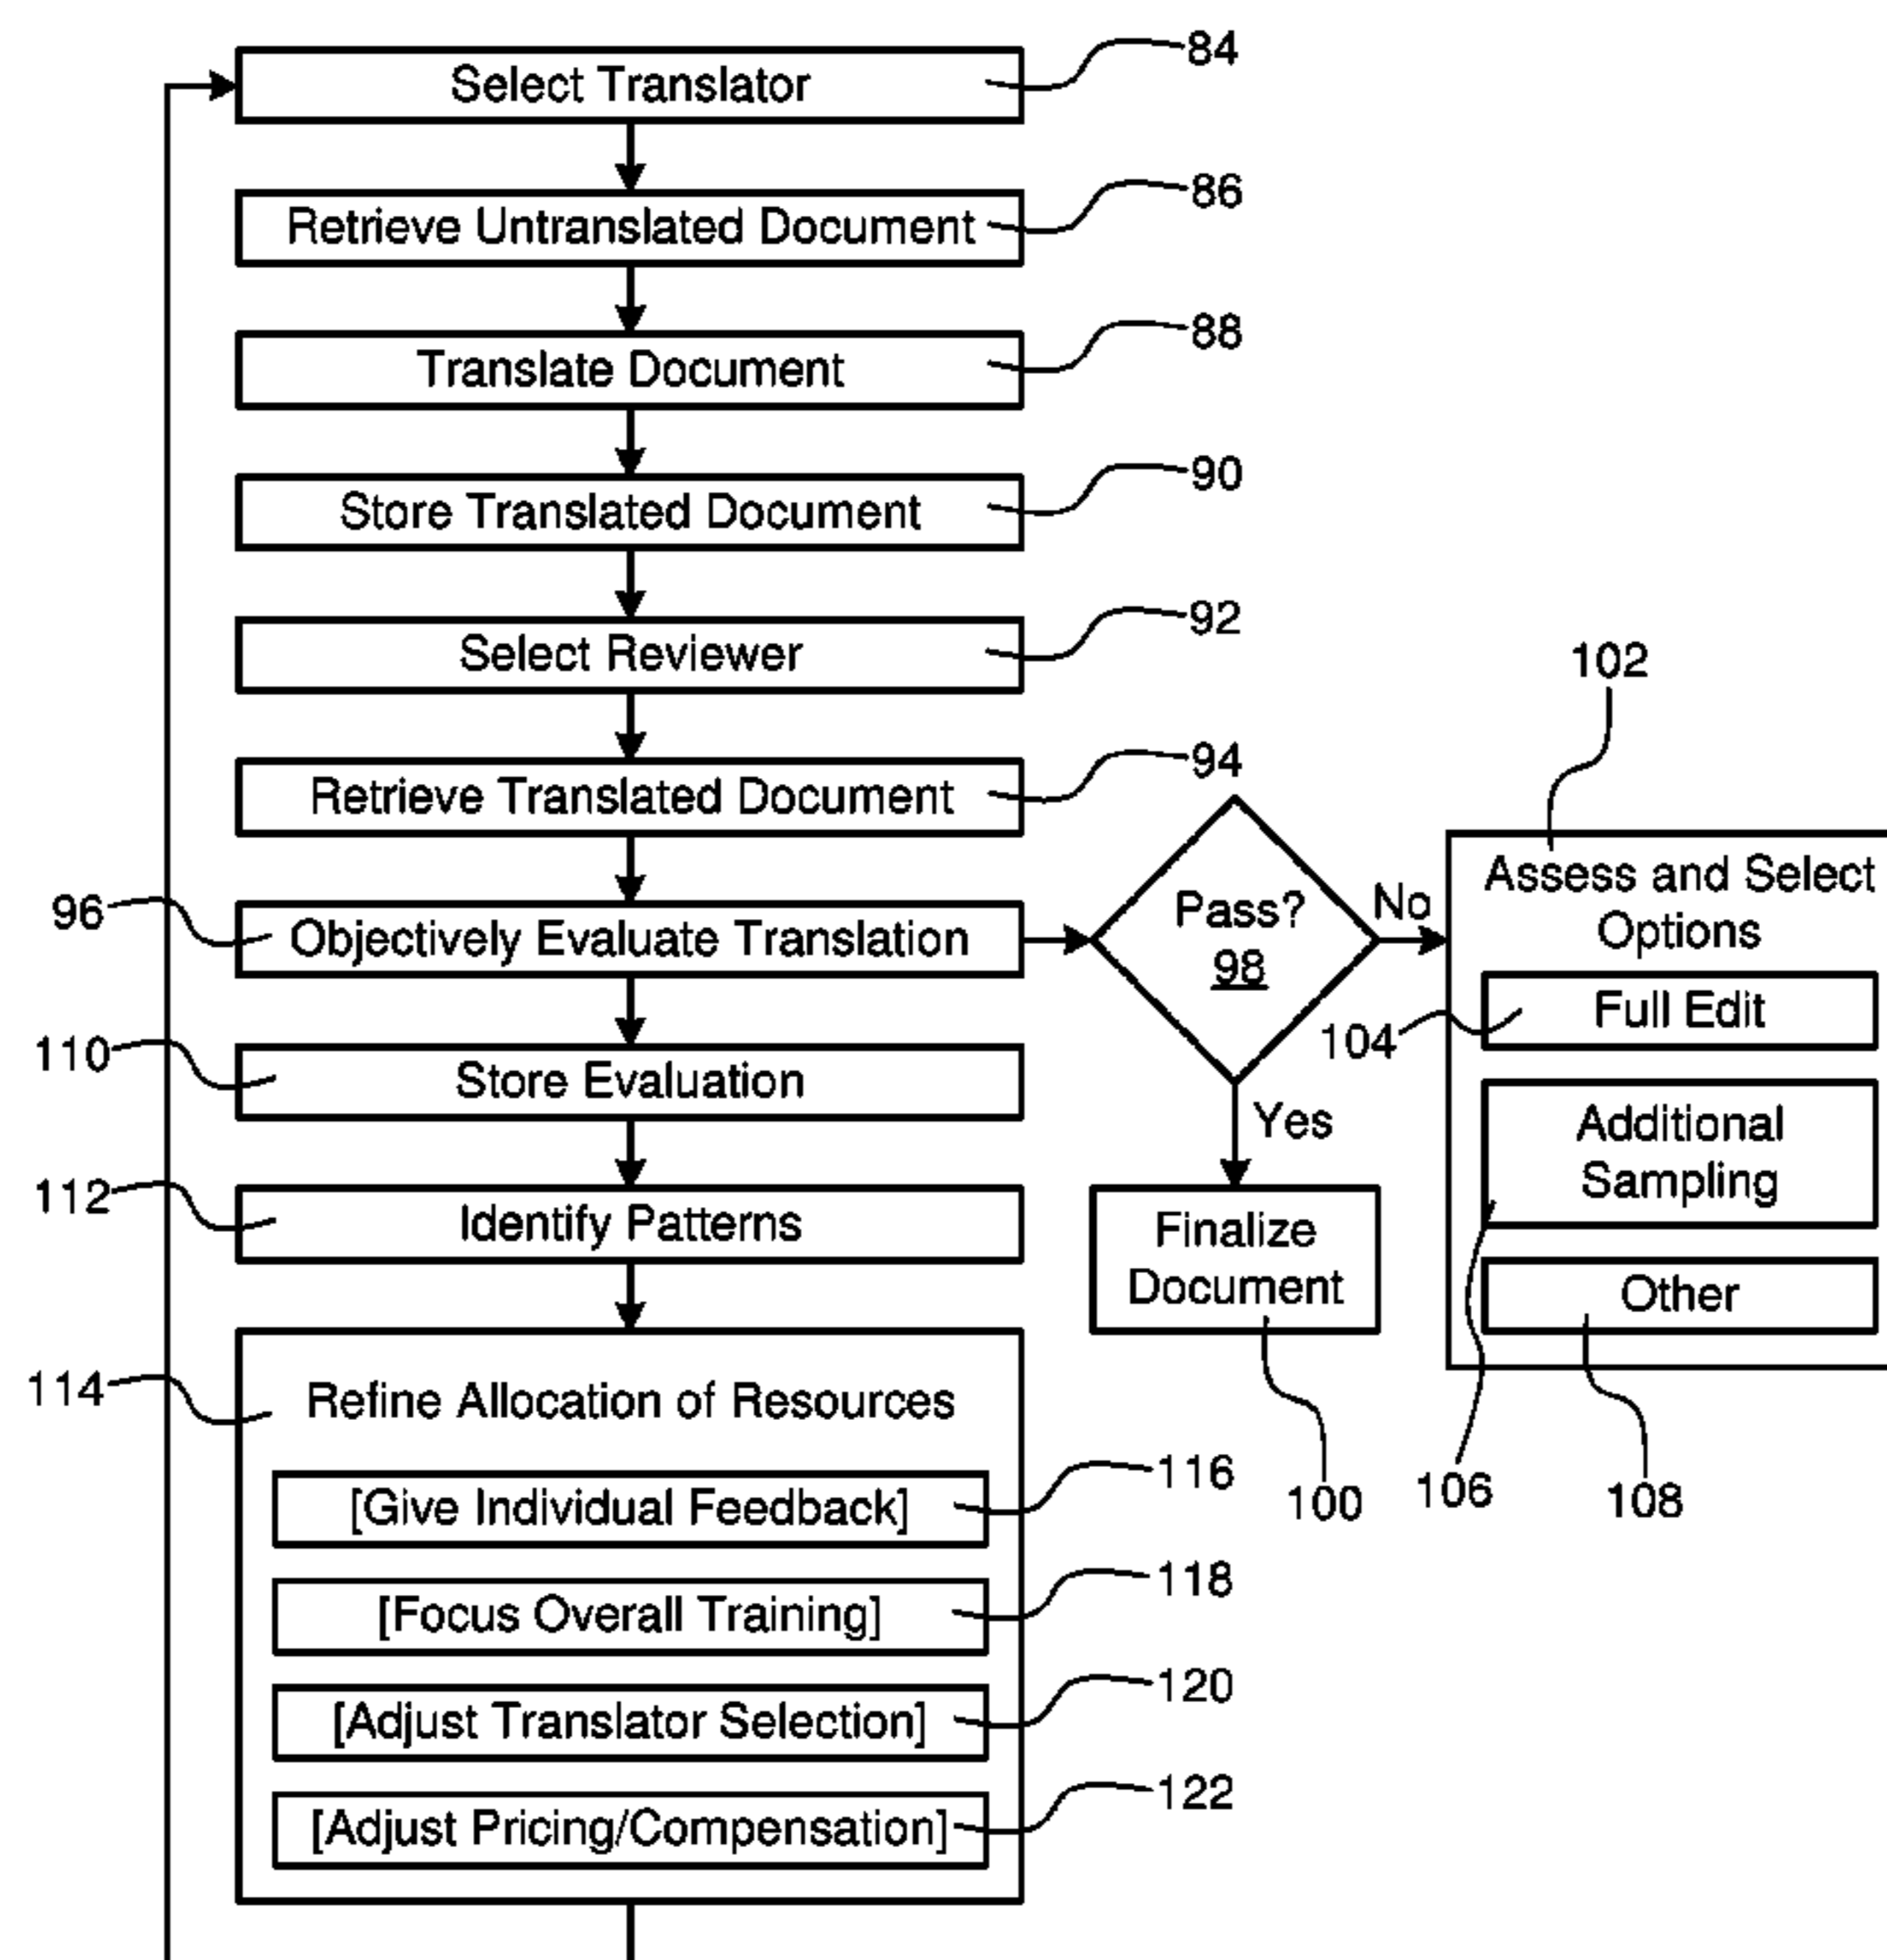 Select Translator
84
Retrieve Untranslated Document
86
Translate Document
88
Store Translated Document
90
Select Reviewer
92
Retrieve Translated Document
94
96
Objectively Evaluate Translation
Pass?
98
No
Yes
Finalize
Document
100
102
Assess and Select
Options
Full Edit
104
Additional
Sampling
106
Other
108
110
Store Evaluation
112
Identify Patterns
114
Refine Allocation of Resources
[Give Individual Feedback]
116
[Focus Overall Training]
118
[Adjust Translator Selection]
120
[Adjust Pricing/Compensation]
122